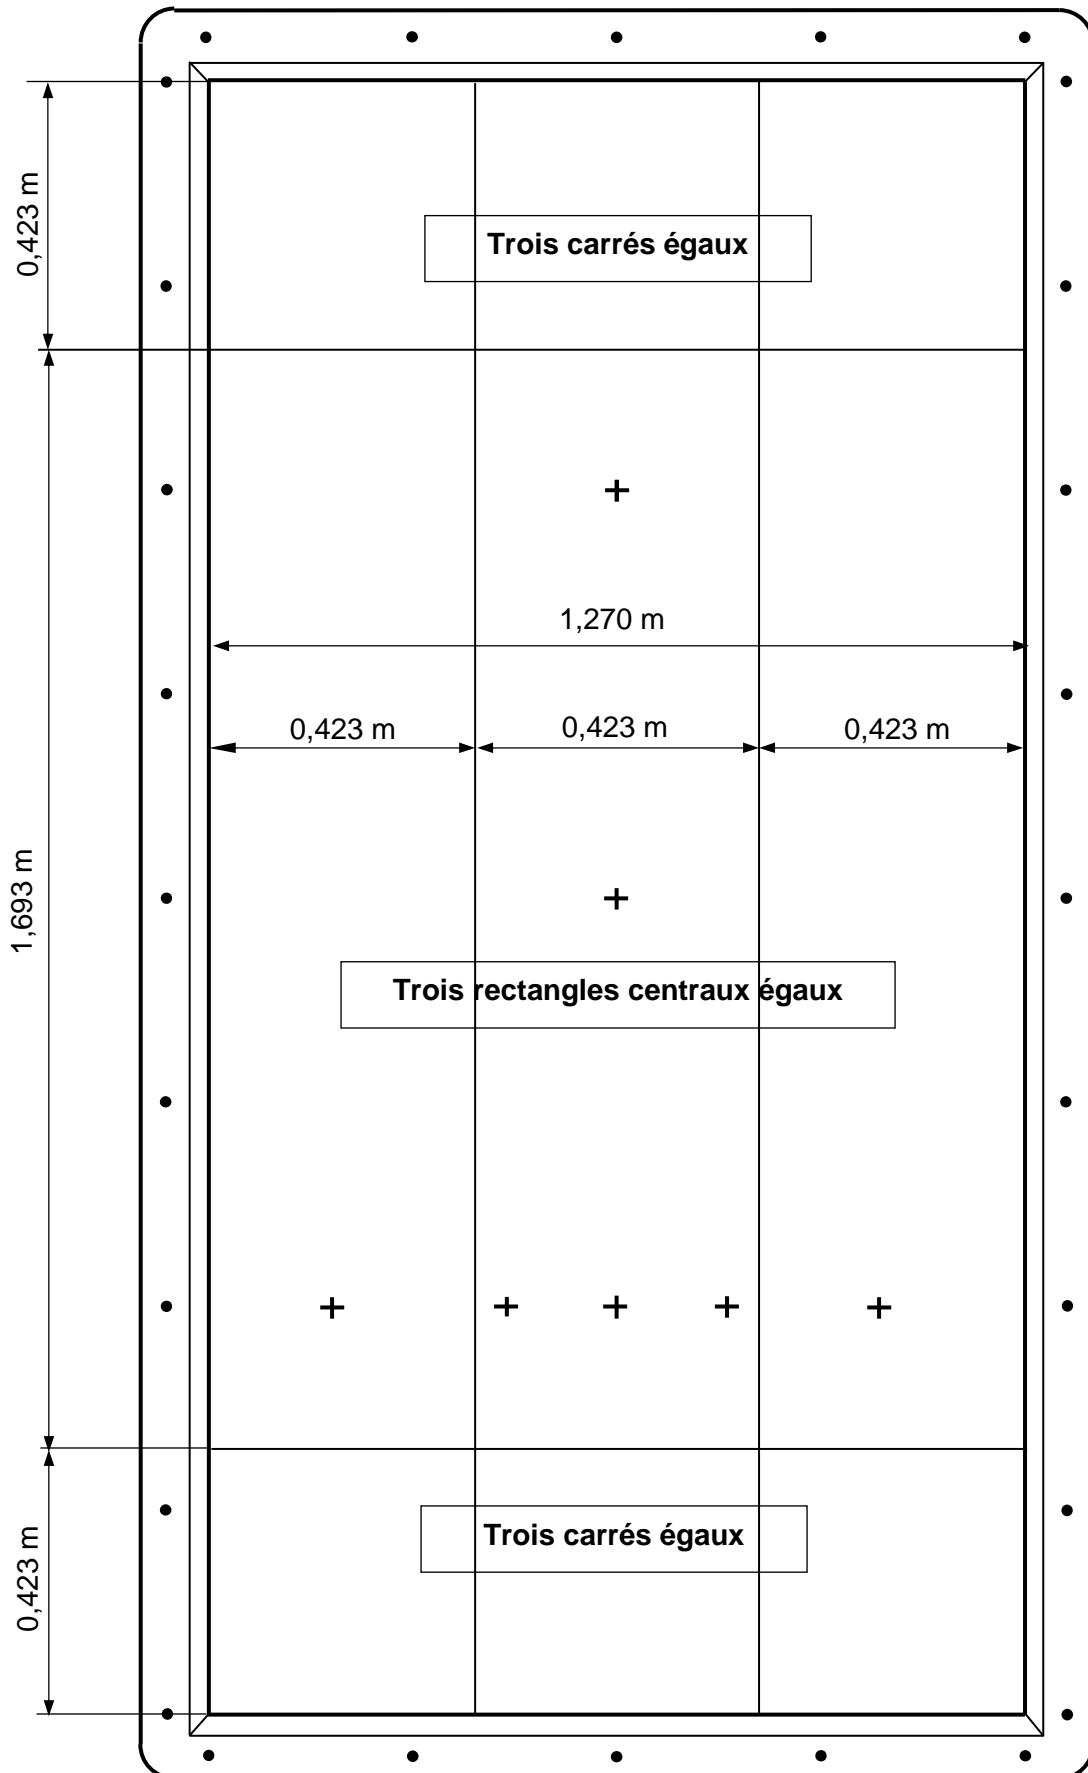 0,423 m
Trois carrés égaux
1,270 m
0,423 m
0,423 m
0,423 m
1,693 m
Trois rectangles centraux égaux
Trois carrés égaux
0,423 m